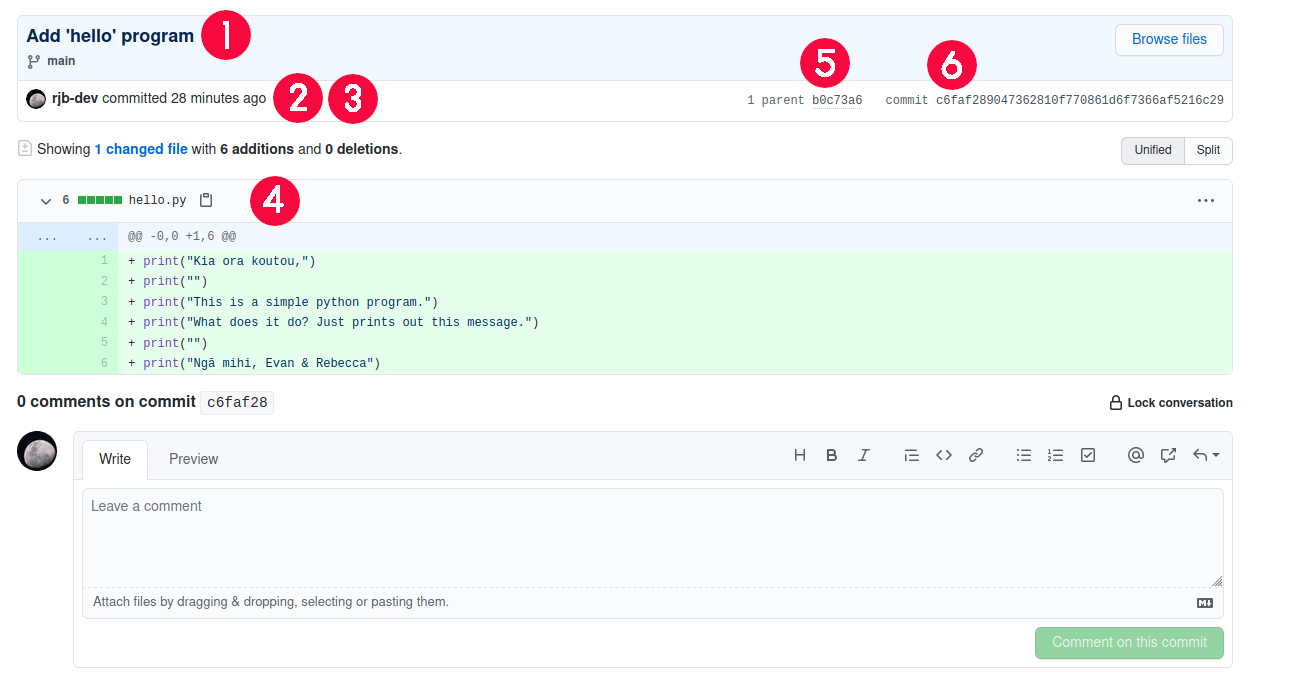 Add 'hello' program 1
Browse files
main
5 6
rjb-dev committed 28 minutes ago 2 3
1 parent b0c73a6 commit c6faf289047362810f770861d6f7366af5216c29
Showing 1 changed file with 6 additions and 0 deletions.
Unified Split
6 hello.py 4
... ... @@ -0,0 +1,6 @@
1 + print("Kia ora koutou,")
2 + print("")
3 + print("This is a simple python program.")
4 + print("What does it do? Just prints out this message.")
5 + print("")
6 + print("Ngā mihi, Evan & Rebecca")
0 comments on commit c6faf28
Lock conversation
Write Preview
Leave a comment
Attach files by dragging & dropping, selecting or pasting them.
Comment on this commit